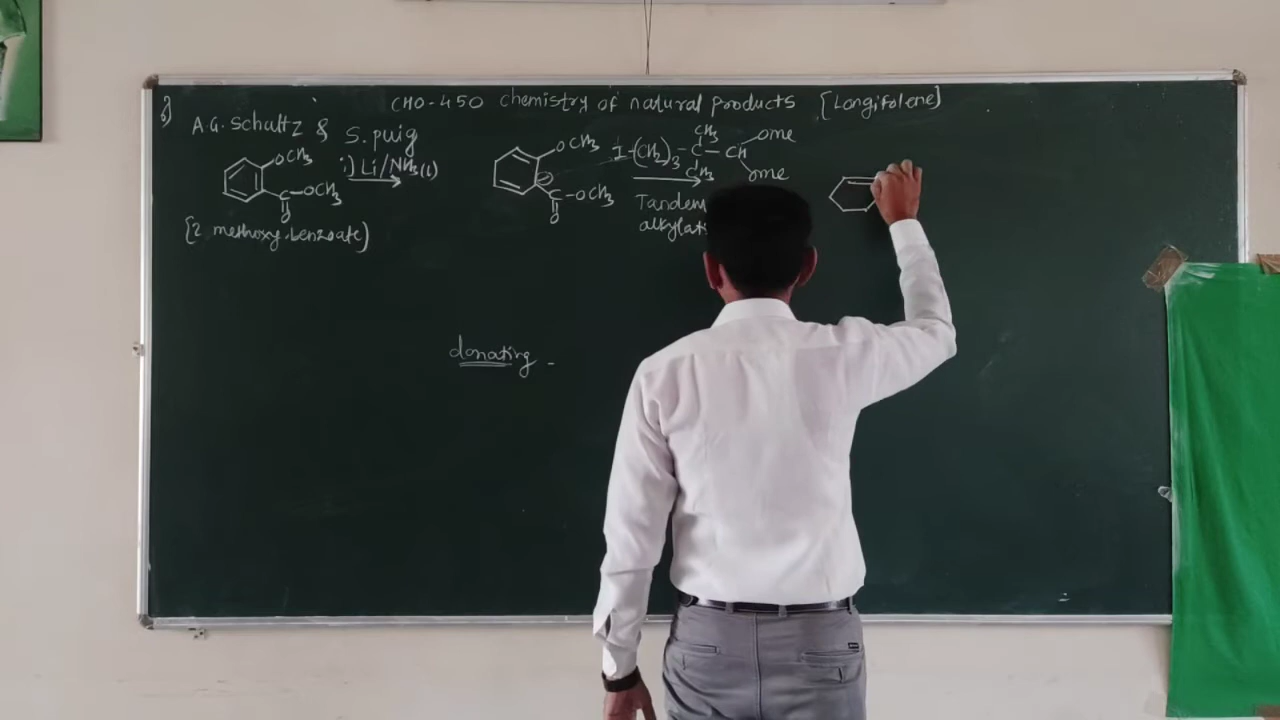 CHO-450 chemistry of natural products [Longifolene]
A.G. Schultz & S. puig
i) Li/NH3(l)
OCH3
C-OCH3
O
[2. methoxy.benzoate)
OCH3
C-OCH3
O
CH3
I-(CH2)3-C-CH
CH3
ome
ome
Tandem
alkylati
donating -